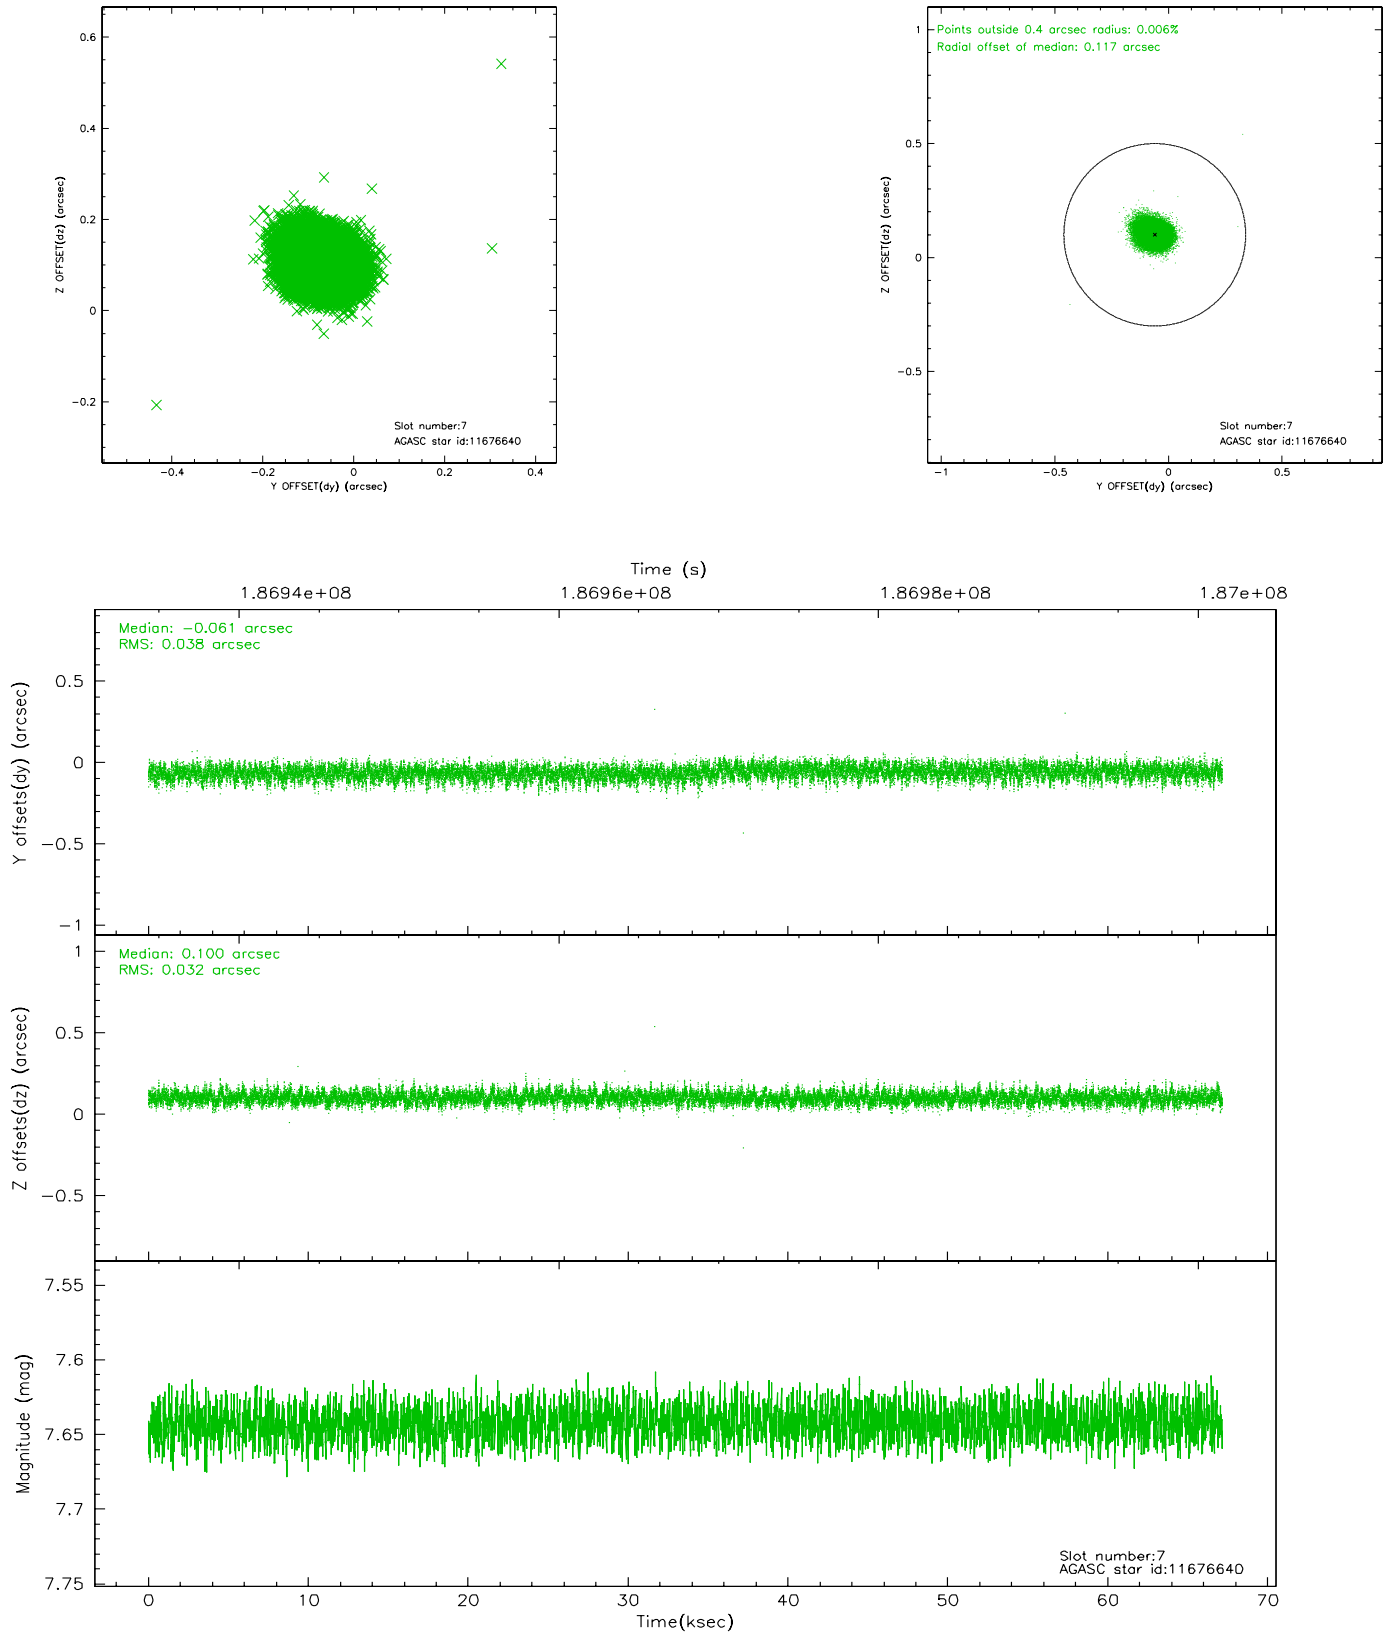 0.6
0.4
0.2
0
−0.2
Z OFFSET(dz) (arcsec)
−0.4
−0.2
0
0.2
0.4
Y OFFSET(dy) (arcsec)
Slot number:7
AGASC star id:11676640
Points outside 0.4 arcsec radius: 0.006%
Radial offset of median: 0.117 arcsec
1
0.5
0
−0.5
Z OFFSET(dz) (arcsec)
−1
−0.5
0
0.5
Y OFFSET(dy) (arcsec)
Slot number:7
AGASC star id:11676640
Time (s)
1.8694e+08
1.8696e+08
1.8698e+08
1.87e+08
Median: −0.061 arcsec
RMS: 0.038 arcsec
0.5
0
−0.5
−1
Y offsets(dy) (arcsec)
Median: 0.100 arcsec
RMS: 0.032 arcsec
1
0.5
0
−0.5
Z offsets(dz) (arcsec)
7.55
7.6
7.65
7.7
7.75
Magnitude (mag)
Slot number:7
AGASC star id:11676640
0
10
20
30
40
50
60
70
Time(ksec)